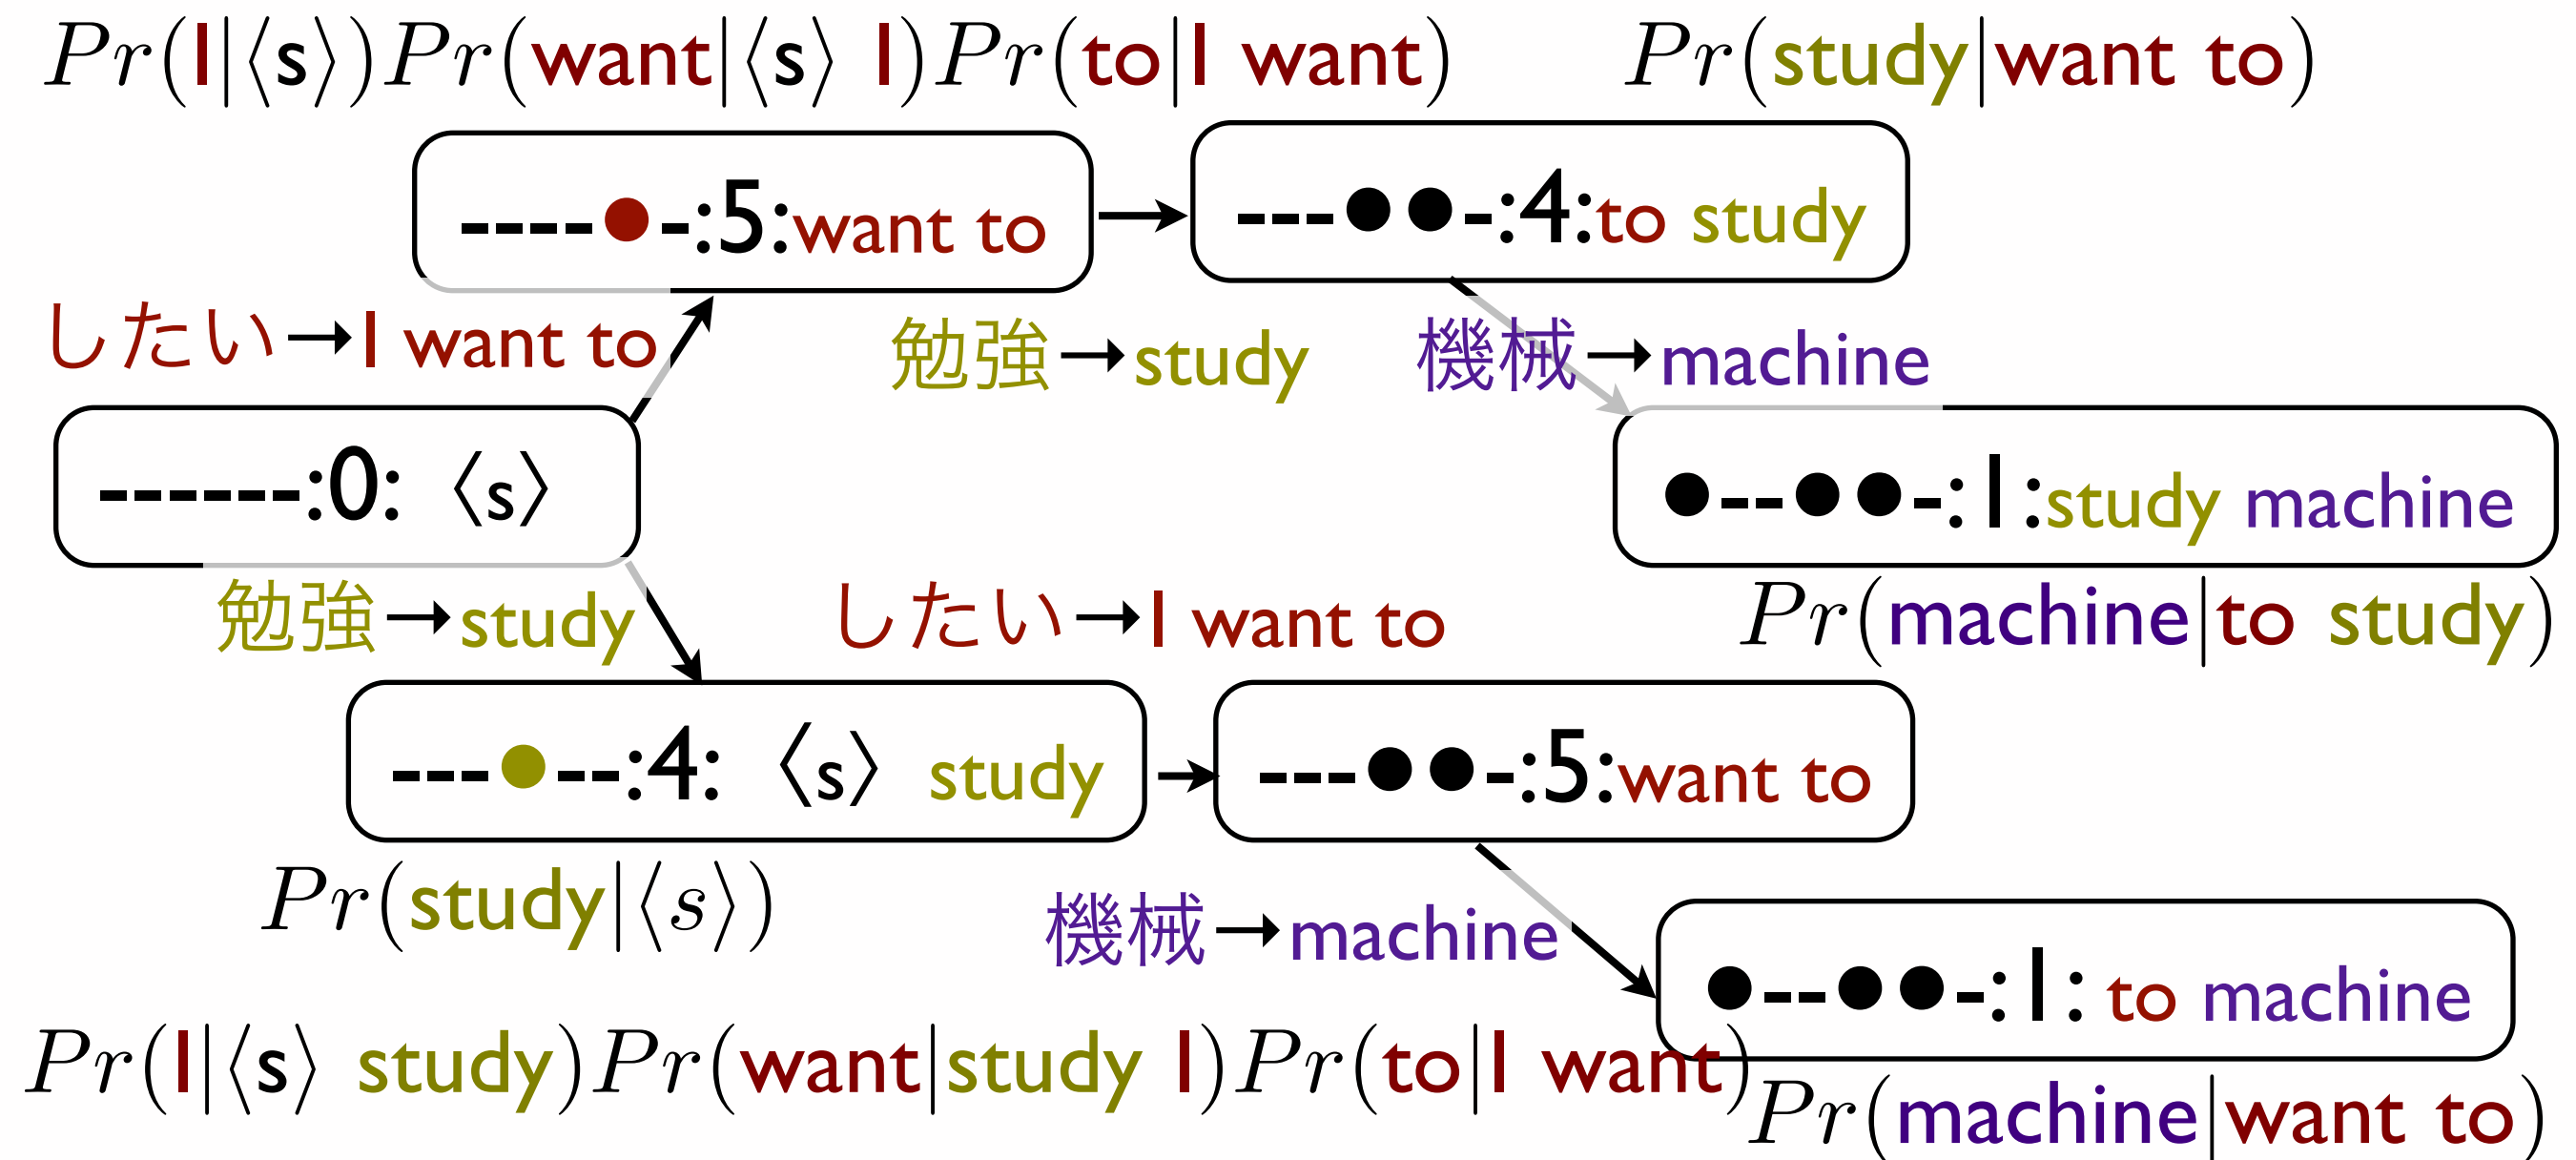 Pr(I|⟨s⟩)Pr(want|⟨s⟩ I)Pr(to|I want)
Pr(study|want to)
----●-:5:want to
---●●-:4:to study
したい→I want to
勉強→study
機械→machine
------:0: ⟨s⟩
●--●●-:1:study machine
勉強→study
したい→I want to
Pr(machine|to study)
---●--:4: ⟨s⟩ study
---●●-:5:want to
Pr(study|⟨s⟩)
機械→machine
●--●●-:1: to machine
Pr(I|⟨s⟩ study)Pr(want|study I)Pr(to|I want)
Pr(machine|want to)